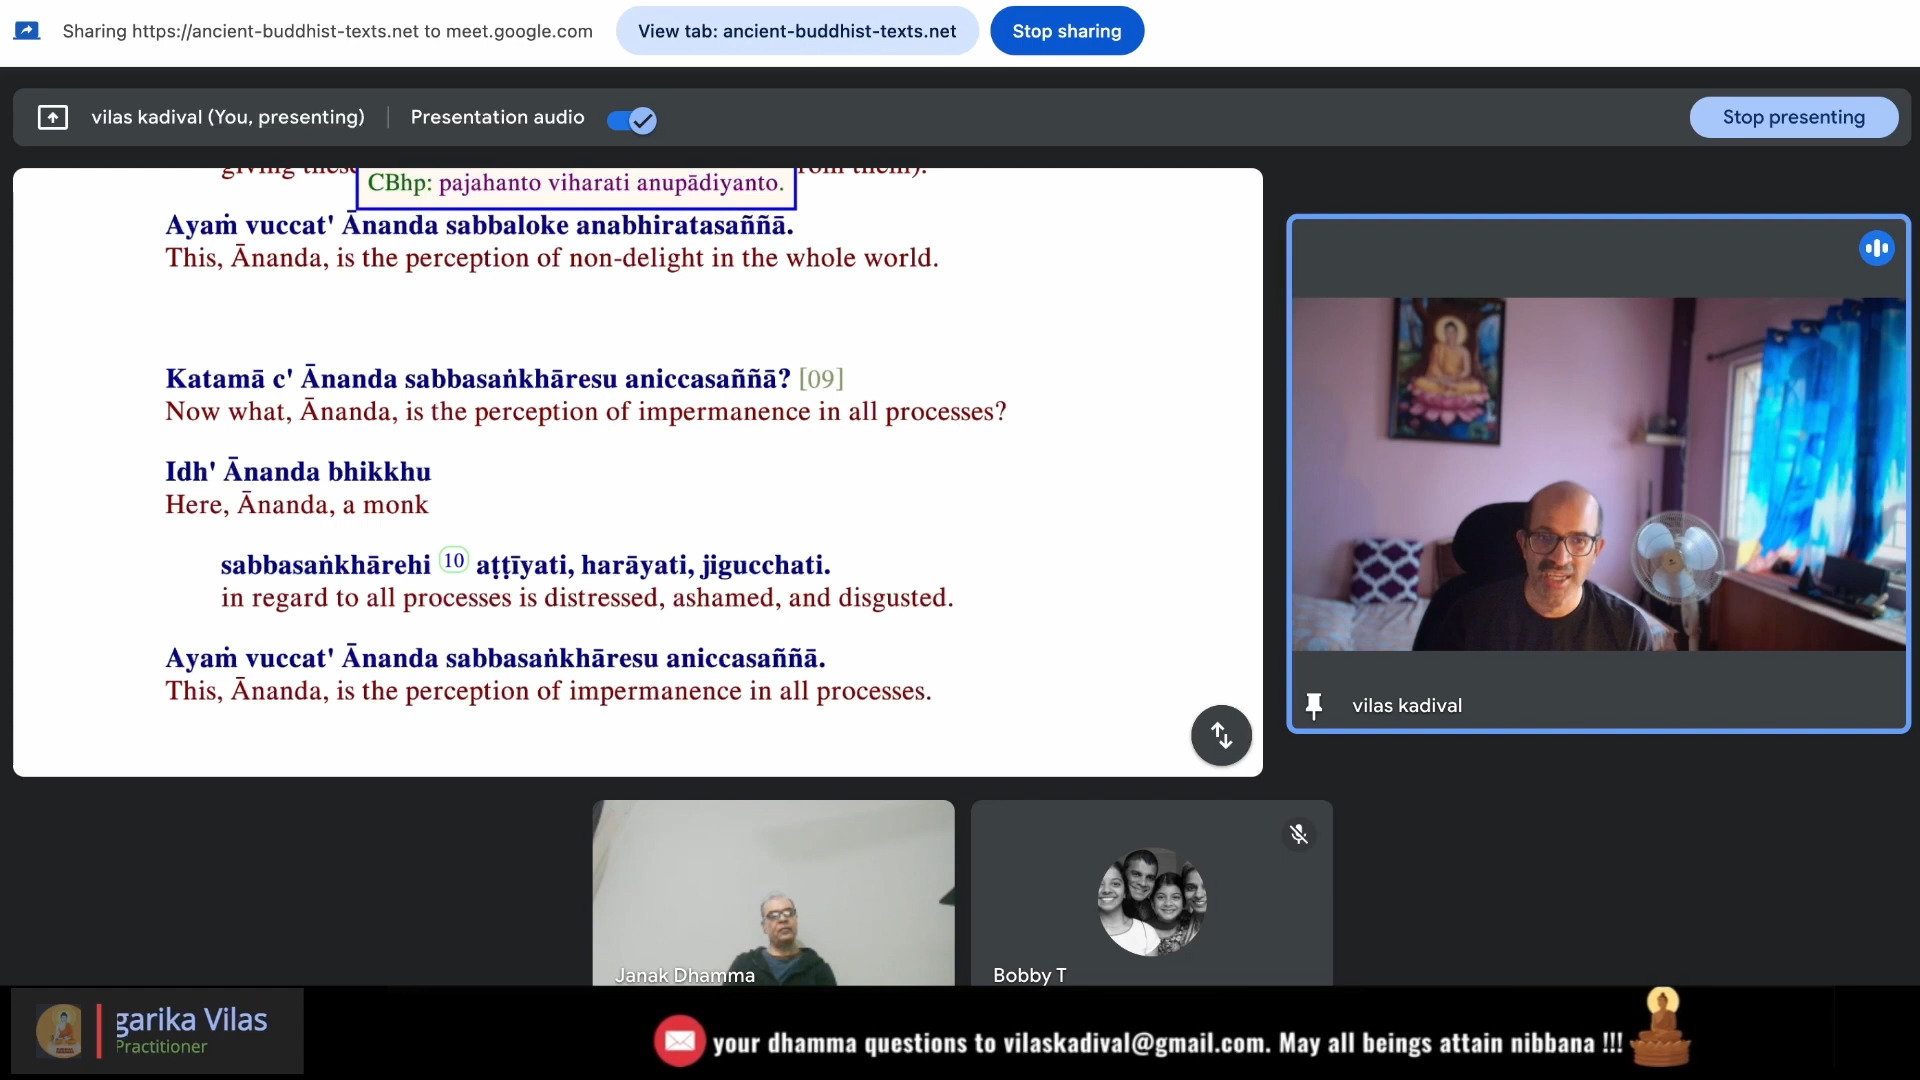 Sharing https://ancient-buddhist-texts.net to meet.google.com
View tab: ancient-buddhist-texts.net
Stop sharing
vilas kadival (You, presenting)
Presentation audio
Stop presenting
giving these
from them).
CBhp: pajahanto viharati anupādiyanto.
Ayaṁ vuccat' Ānanda sabbaloke anabhiratasaññā.
This, Ānanda, is the perception of non-delight in the whole world.
Katamā c' Ānanda sabbasaṅkhāresu aniccasaññā? [09]
Now what, Ānanda, is the perception of impermanence in all processes?
Idh' Ānanda bhikkhu
Here, Ānanda, a monk
sabbasaṅkhārehi 10 aṭṭīyati, harāyati, jigucchati.
in regard to all processes is distressed, ashamed, and disgusted.
Ayaṁ vuccat' Ānanda sabbasaṅkhāresu aniccasaññā.
This, Ānanda, is the perception of impermanence in all processes.
vilas kadival
Janak Dhamma
Bobby T
garika Vilas
Practitioner
your dhamma questions to vilaskadival@gmail.com. May all beings attain nibbana !!!